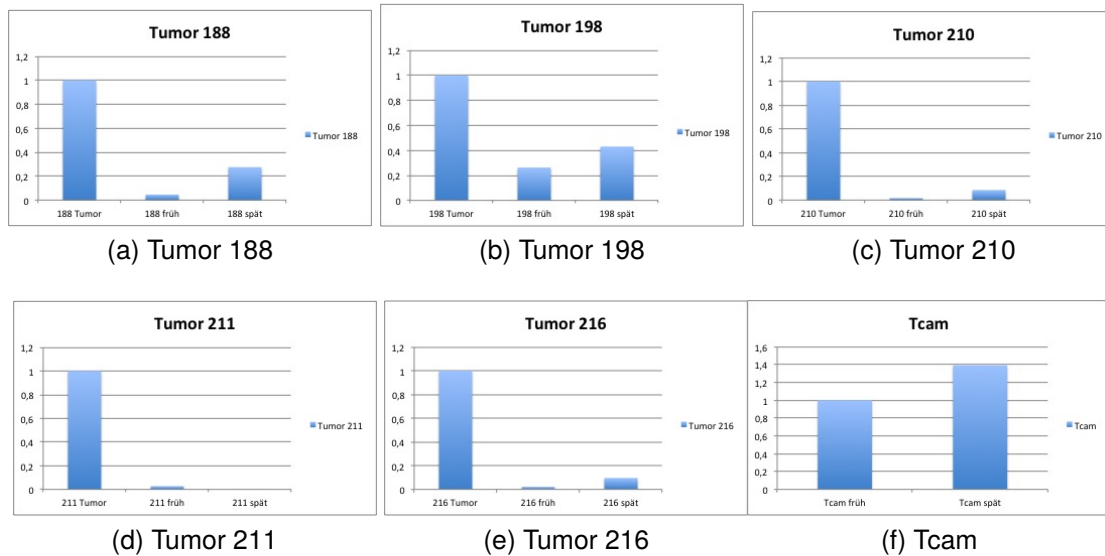 Tumor 188
1,2
1
0,8
0,6
0,4
0,2
0
188 Tumor 188 früh 188 spät
Tumor 188
(a) Tumor 188
Tumor 198
1,2
1
0,8
0,6
0,4
0,2
0
198 Tumor 198 früh 198 spät
Tumor 198
(b) Tumor 198
Tumor 210
1,2
1
0,8
0,6
0,4
0,2
0
210 Tumor 210 früh 210 spät
Tumor 210
(c) Tumor 210
Tumor 211
1,2
1
0,8
0,6
0,4
0,2
0
211 Tumor 211 früh 211 spät
Tumor 211
(d) Tumor 211
Tumor 216
1,2
1
0,8
0,6
0,4
0,2
0
216 Tumor 216 früh 216 spät
Tumor 216
(e) Tumor 216
Tcam
1,6
1,4
1,2
1
0,8
0,6
0,4
0,2
0
Tcam früh Tcam spät
Tcam
(f) Tcam